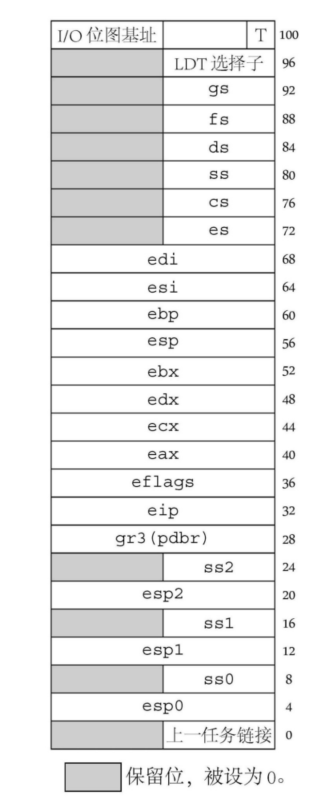 I/O 位图基址 T 100
LDT 选择子 96
gs 92
fs 88
ds 84
ss 80
cs 76
es 72
edi 68
esi 64
ebp 60
esp 56
ebx 52
edx 48
ecx 44
eax 40
eflags 36
eip 32
gr3(pdbr) 28
ss2 24
esp2 20
ss1 16
esp1 12
ss0 8
esp0 4
上一任务链接 0
保留位，被设为0。